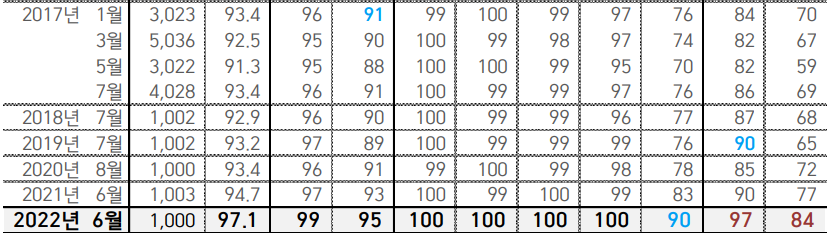 2017년 1월 3,023 93.4 96 91 99 100 99 97 76 84 70
3월 5,036 92.5 95 90 100 99 98 97 74 82 67
5월 3,022 91.3 95 88 100 100 99 95 70 82 59
7월 4,028 93.4 96 91 100 99 99 97 76 86 69
2018년 7월 1,002 92.9 96 90 100 99 99 96 77 87 68
2019년 7월 1,002 93.2 97 89 100 99 99 99 76 90 65
2020년 8월 1,000 93.4 96 91 99 100 99 98 78 85 72
2021년 6월 1,003 94.7 97 93 100 99 100 99 83 90 77
2022년 6월 1,000 97.1 99 95 100 100 100 100 90 97 84